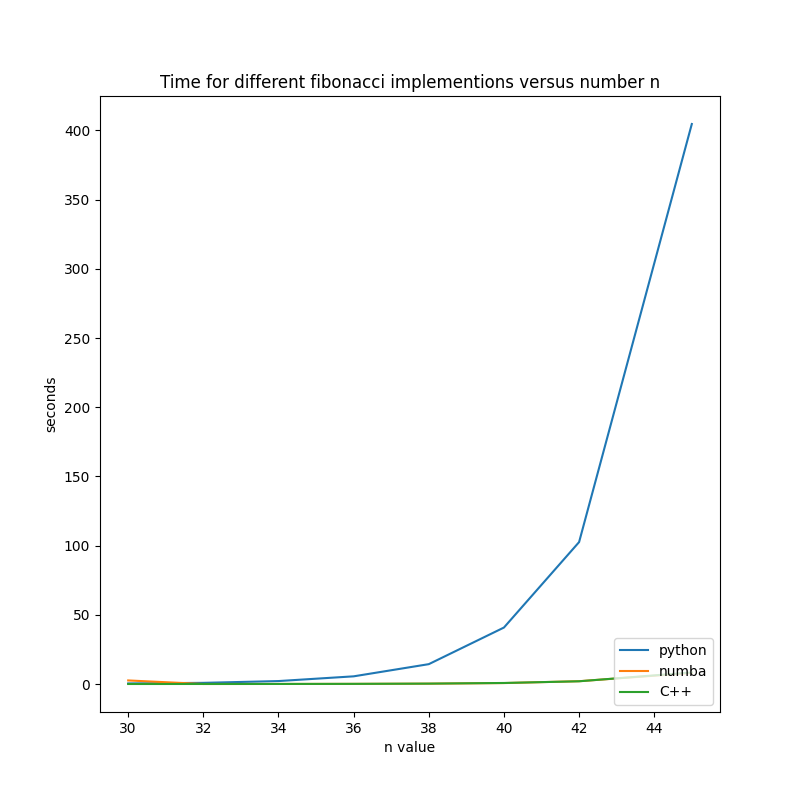 Time for different fibonacci implementions versus number n
400
350
300
250
200
150
100
50
0
seconds
python
numba
C++
30 32 34 36 38 40 42 44
n value